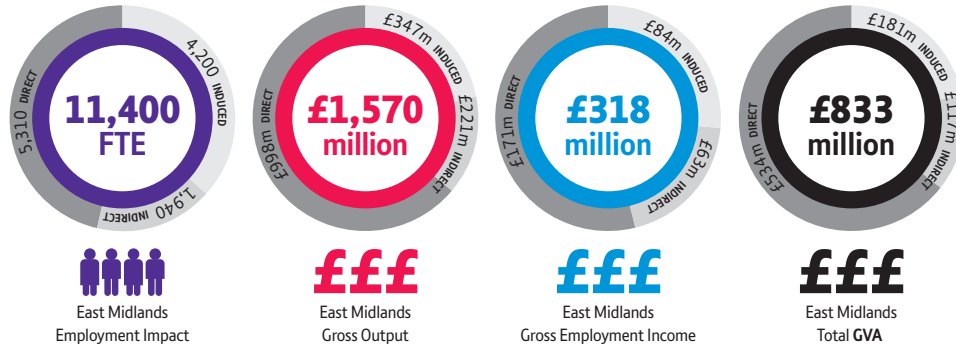 5,310 DIRECT
4,200 INDUCED
1,940 INDIRECT
11,400
FTE
East Midlands
Employment Impact
£998m DIRECT
£347m INDUCED
£221m INDIRECT
£1,570
million
£££
East Midlands
Gross Output
£171m DIRECT
£84m INDUCED
£63m INDIRECT
£318
million
£££
East Midlands
Gross Employment Income
£534m DIRECT
£181m INDUCED
£117m INDIRECT
£833
million
£££
East Midlands
Total GVA